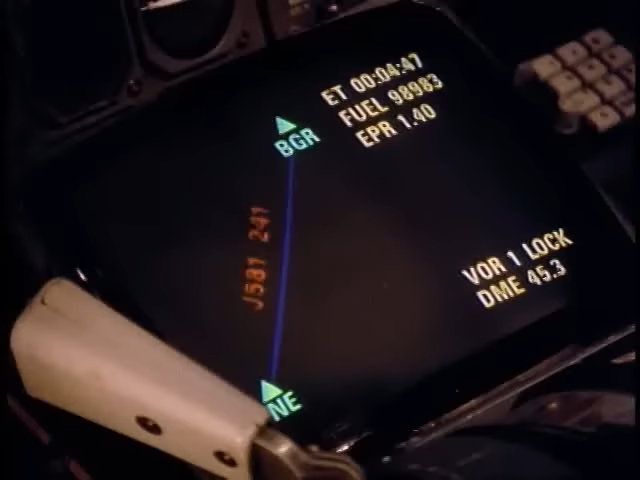 ET 00:04:47
FUEL 98983
EPR 1.40
BGR
J581 241
VOR 1 LOCK
DME 45.3
NE